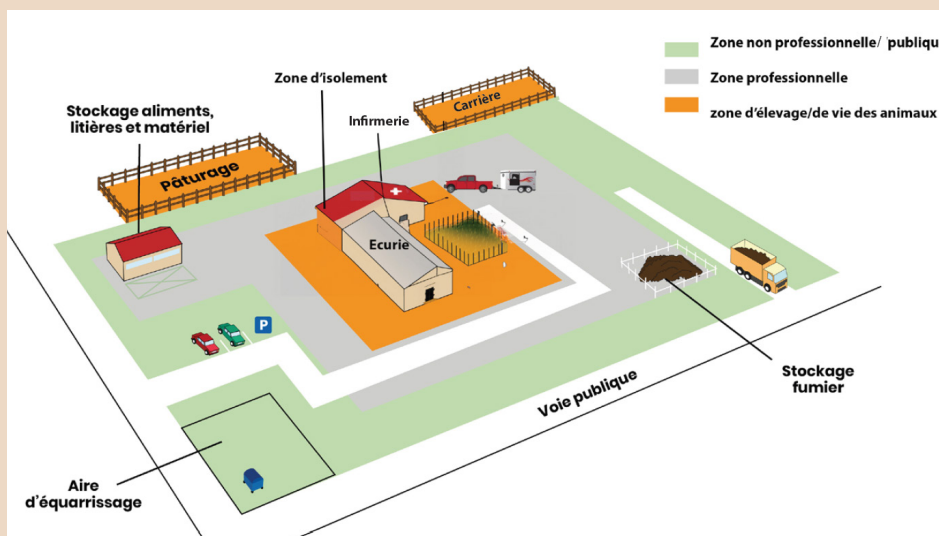 Zone non professionnelle/ publique
Zone professionnelle
zone d'élevage/de vie des animaux
Zone d'isolement
Carrière
Stockage aliments,
litières et matériel
Infirmerie
Pâturage
Ecurie
P
Stockage
fumier
Voie publique
Aire
d'équarrissage